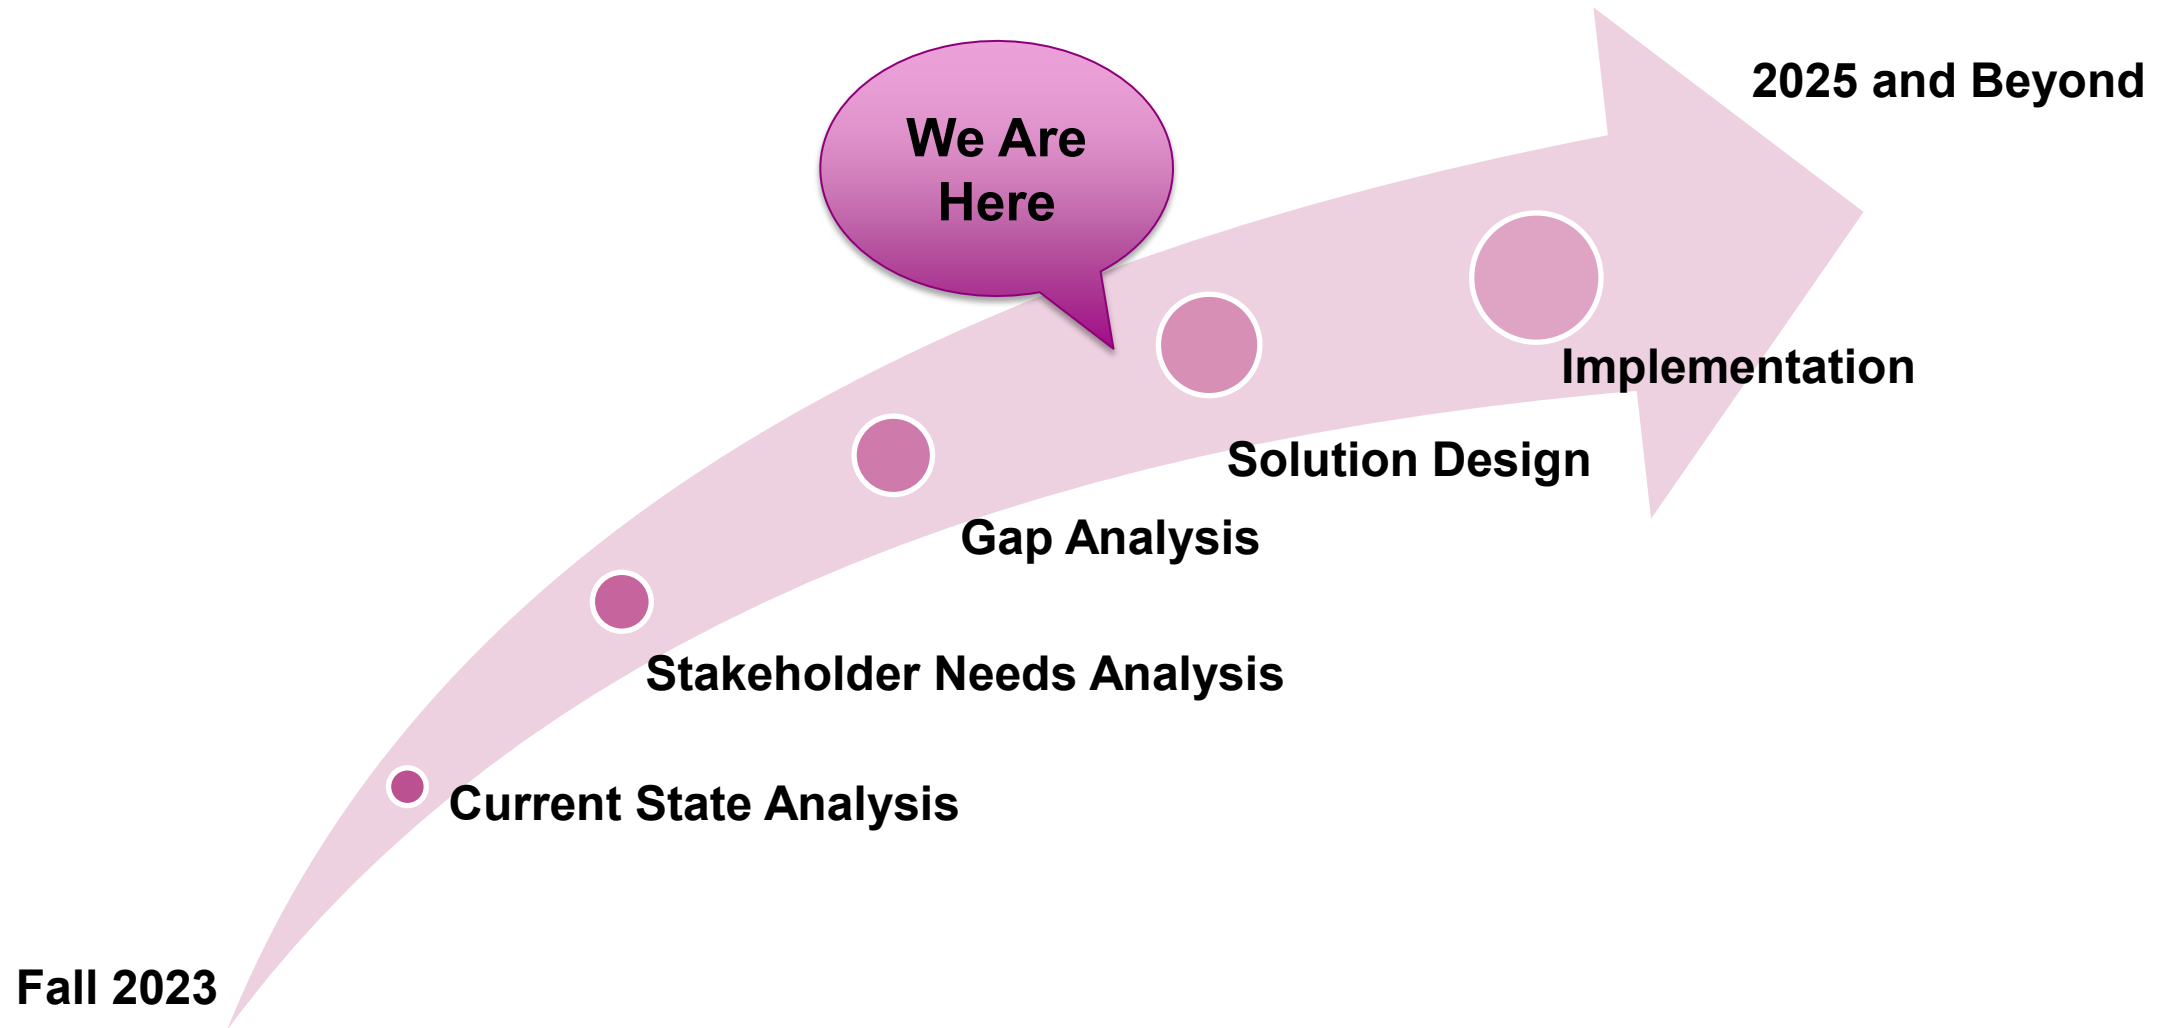 2025 and Beyond
We Are
Here
Implementation
Solution Design
Gap Analysis
Stakeholder Needs Analysis
Current State Analysis
Fall 2023